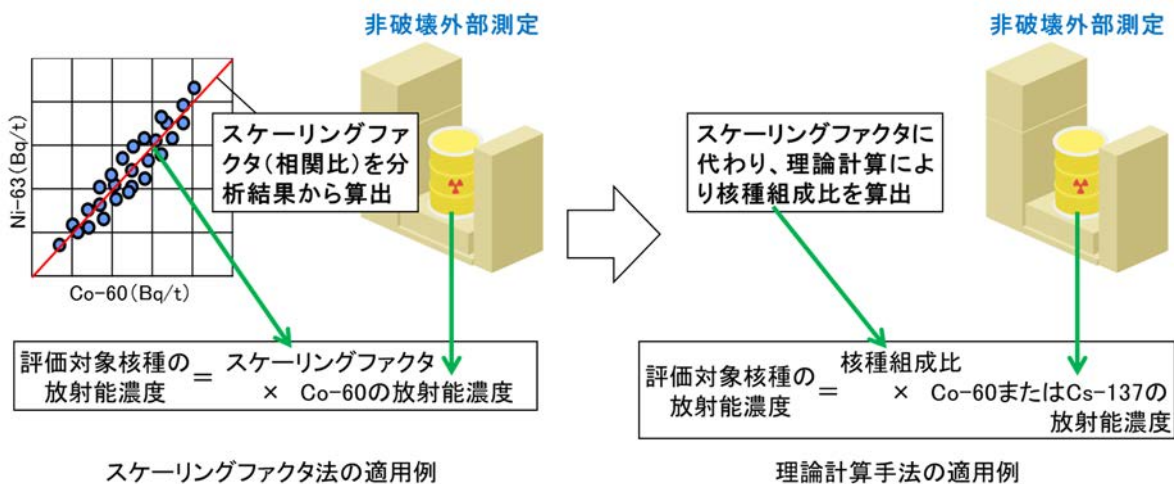 非破壊外部測定
非破壊外部測定
Ni-63(Bq/t)
Co-60(Bq/t)
スケーリングファ
クタ(相関比)を分
析結果から算出
スケーリングファクタに
代わり、理論計算によ
り核種組成比を算出
評価対象核種の
放射能濃度
=
スケーリングファクタ
× Co-60の放射能濃度
評価対象核種の
放射能濃度
=
核種組成比
× Co-60またはCs-137の
放射能濃度
スケーリングファクタ法の適用例
理論計算手法の適用例